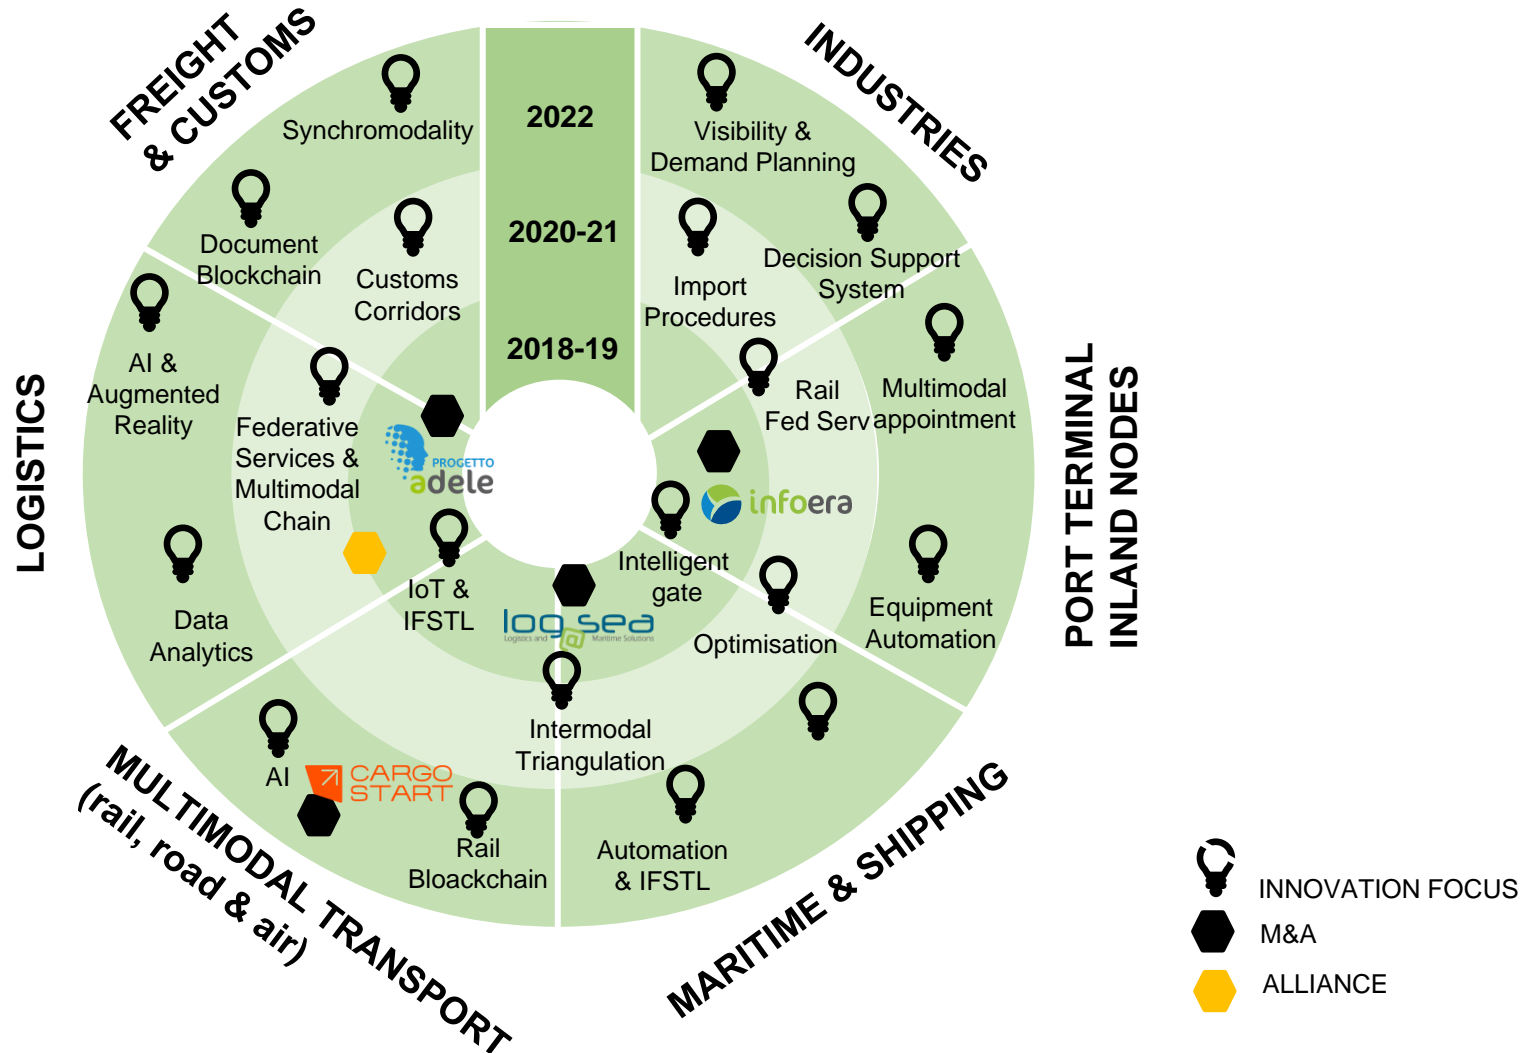 FREIGHT
& CUSTOMS
INDUSTRIES
LOGISTICS
PORT TERMINAL
INLAND NODES
MULTIMODAL TRANSPORT
(rail, road & air)
MARITIME & SHIPPING
2022
2020-21
2018-19
Synchromodality
Document
Blockchain
Customs
Corridors
Visibility &
Demand Planning
Decision Support
System
Import
Procedures
AI &
Augmented
Reality
Federative
Services &
Multimodal
Chain
PROGETTO
adele
Data
Analytics
IoT &
IFSTL
Rail
Fed Serv
Multimodal
appointment
infoera
Intelligent
gate
Equipment
Automation
Optimisation
log@sea
Logistics and Maritime Solutions
Intermodal
Triangulation
AI
CARGO
START
Rail
Bloackchain
Automation
& IFSTL
INNOVATION FOCUS
M&A
ALLIANCE